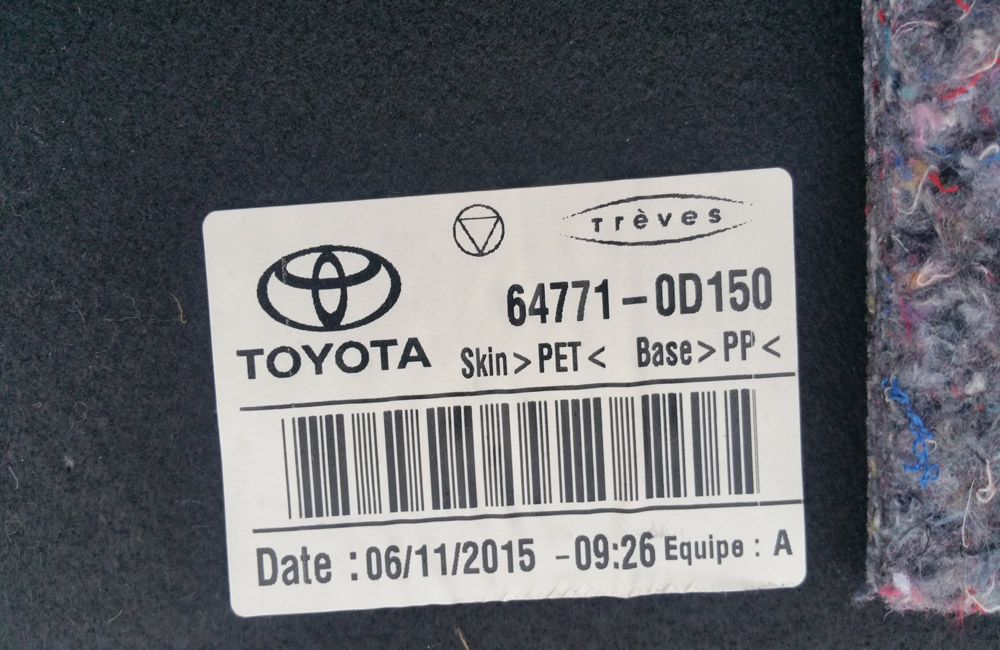 Trèves
TOYOTA
64771-0D150
Skin>PET< Base>PP<
Date :06/11/2015 -09:26 Equipe : A